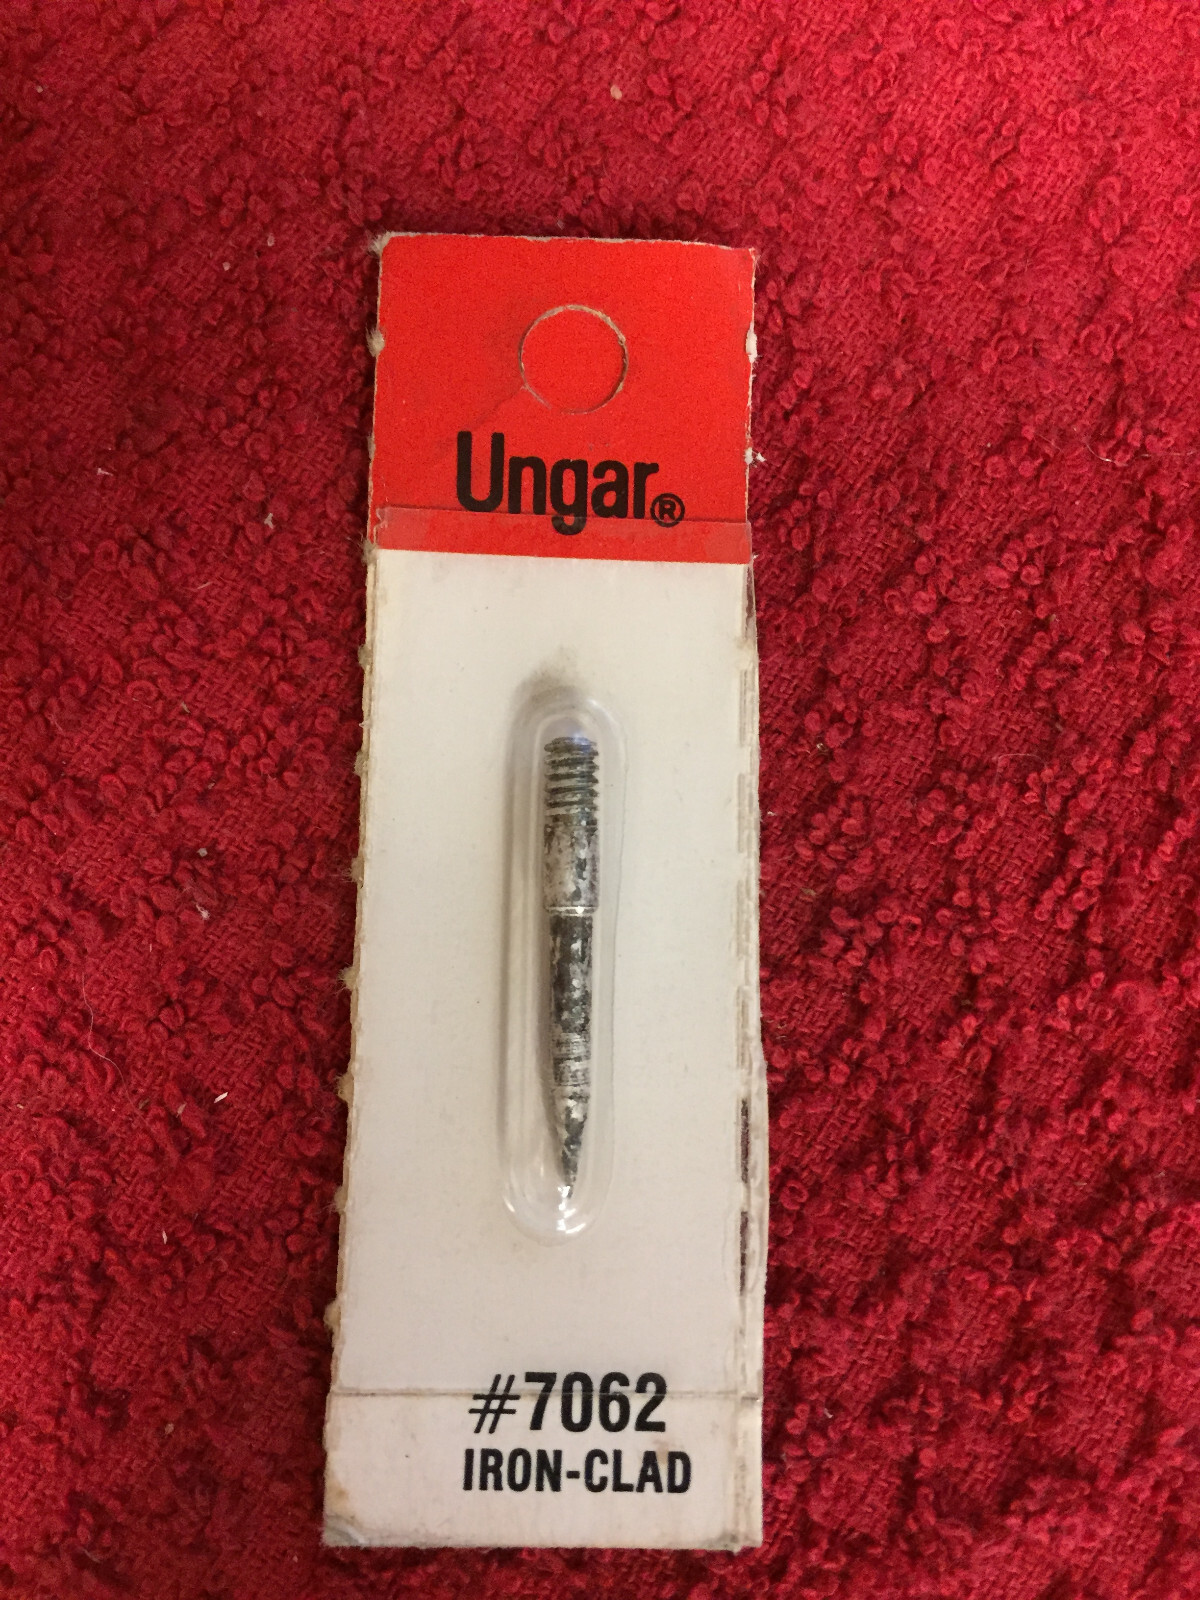 Ungar®
#7062
IRON-CLAD